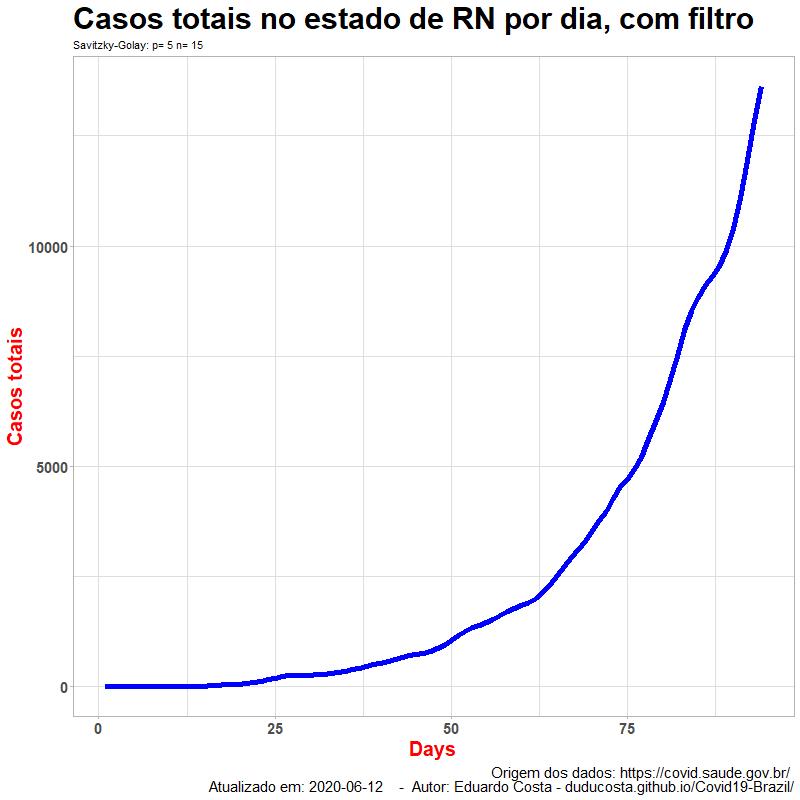 Casos totais no estado de RN por dia, com filtro
Savitzky-Golay: p= 5 n= 15
Casos totais
10000
5000
0
0
25
50
75
Days
Origem dos dados: https://covid.saude.gov.br/
Atualizado em: 2020-06-12 - Autor: Eduardo Costa - duducosta.github.io/Covid19-Brazil/